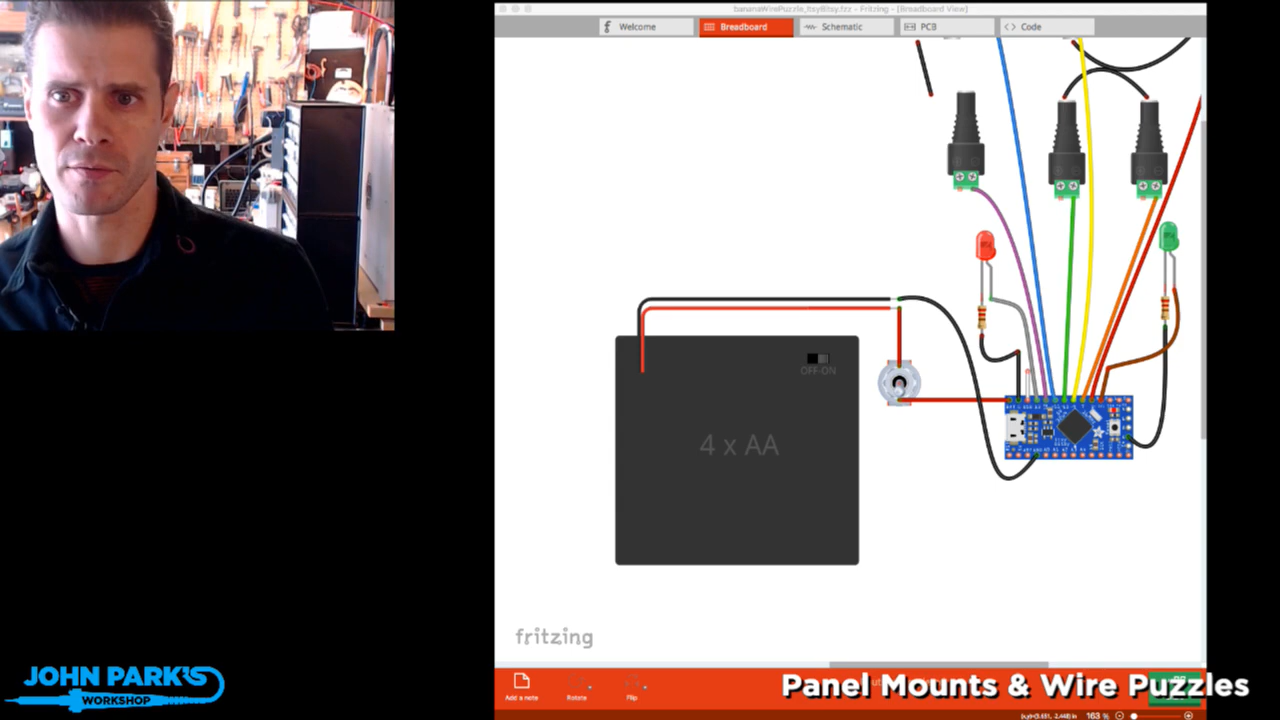 bananaWirePuzzle_ItsyBitsy.fzz - Fritzing - [Breadboard View]
Welcome
Breadboard
Schematic
PCB
Code
OFF-ON
4 x AA
fritzing
Add a note
Rotate
Flip
Panel Mounts & Wire Puzzles
163 %
JOHN PARK'S
WORKSHOP